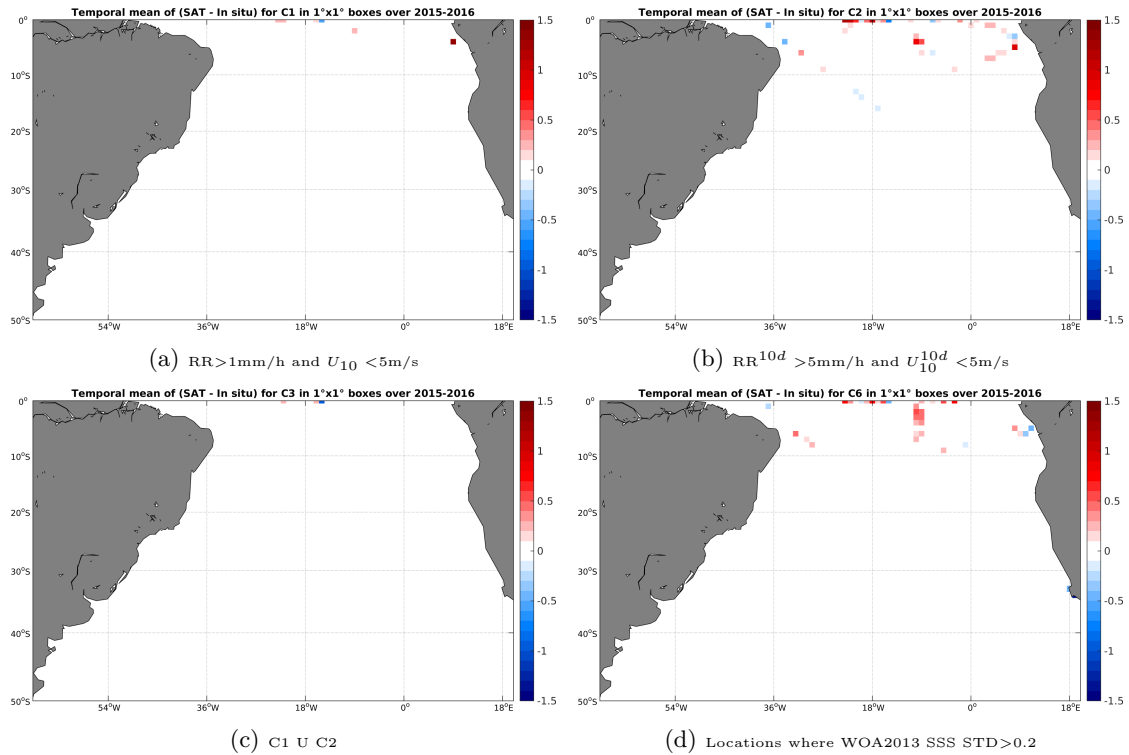 Temporal mean of (SAT - In situ) for C1 in 1°x1° boxes over 2015-2016
0°
10°S
20°S
30°S
40°S
50°S
54°W
36°W
18°W
0°
18°E
1.5
1
0.5
0
-0.5
-1
-1.5
(a) RR>1mm/h and U₁₀ <5m/s
Temporal mean of (SAT - In situ) for C2 in 1°x1° boxes over 2015-2016
0°
10°S
20°S
30°S
40°S
50°S
54°W
36°W
18°W
0°
18°E
1.5
1
0.5
0
-0.5
-1
-1.5
(b) RR^10d >5mm/h and U_10^10d <5m/s
Temporal mean of (SAT - In situ) for C3 in 1°x1° boxes over 2015-2016
0°
10°S
20°S
30°S
40°S
50°S
54°W
36°W
18°W
0°
18°E
1.5
1
0.5
0
-0.5
-1
-1.5
(c) C1 U C2
Temporal mean of (SAT - In situ) for C6 in 1°x1° boxes over 2015-2016
0°
10°S
20°S
30°S
40°S
50°S
54°W
36°W
18°W
0°
18°E
1.5
1
0.5
0
-0.5
-1
-1.5
(d) Locations where WOA2013 SSS STD>0.2